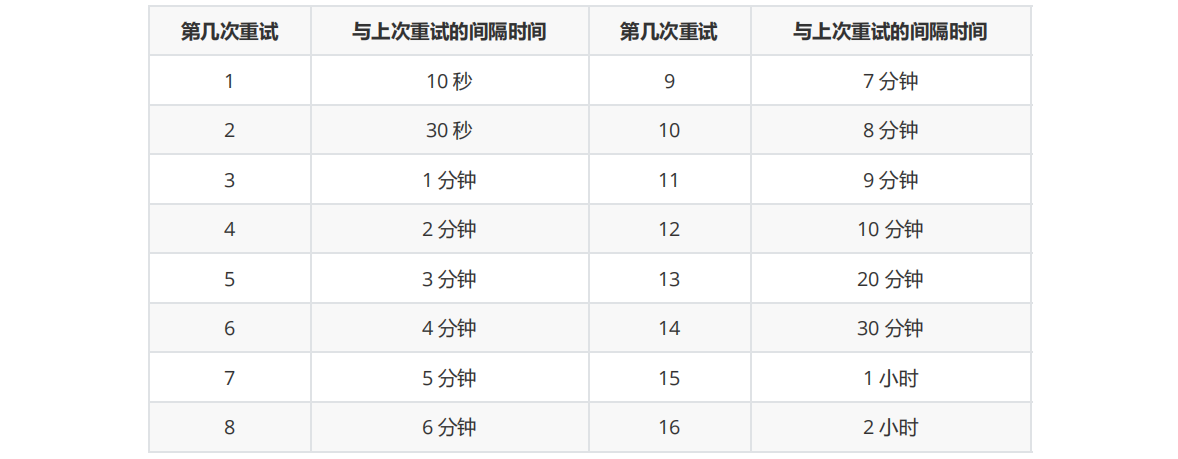 第几次重试 与上次重试的间隔时间 第几次重试 与上次重试的间隔时间
1 10 秒 9 7 分钟
2 30 秒 10 8 分钟
3 1 分钟 11 9 分钟
4 2 分钟 12 10 分钟
5 3 分钟 13 20 分钟
6 4 分钟 14 30 分钟
7 5 分钟 15 1 小时
8 6 分钟 16 2 小时